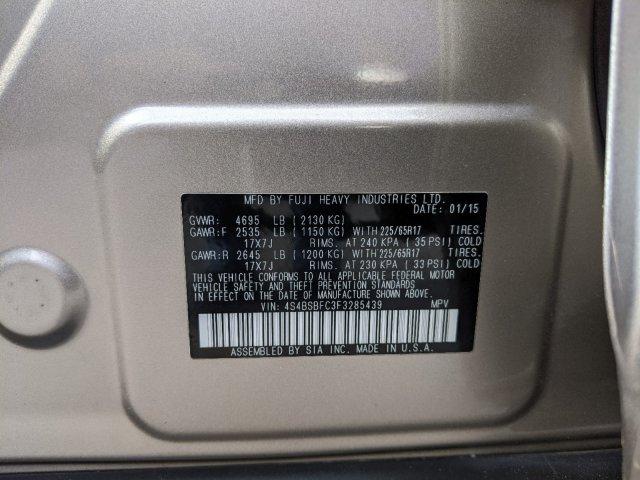 MFD BY FUJI HEAVY INDUSTRIES LTD.
DATE: 01/15
GVWR: 4695 LB ( 2130 KG)
GAWR:F 2535 LB ( 1150 KG) WITH 225/65R17 TIRES.
17X7J RIMS. AT 240 KPA ( 35 PSI) COLD
GAWR:R 2645 LB ( 1200 KG) WITH 225/65R17 TIRES.
17X7J RIMS. AT 230 KPA ( 33 PSI) COLD
THIS VEHICLE CONFORMS TO ALL APPLICABLE FEDERAL MOTOR
VEHICLE SAFETY AND THEFT PREVENTION STANDARDS
IN EFFECT ON THE DATE OF MANUFACTURE SHOWN ABOVE.
VIN: 4S4BSBFC3F3285439 MPV
ASSEMBLED BY SIA INC. MADE IN U.S.A.